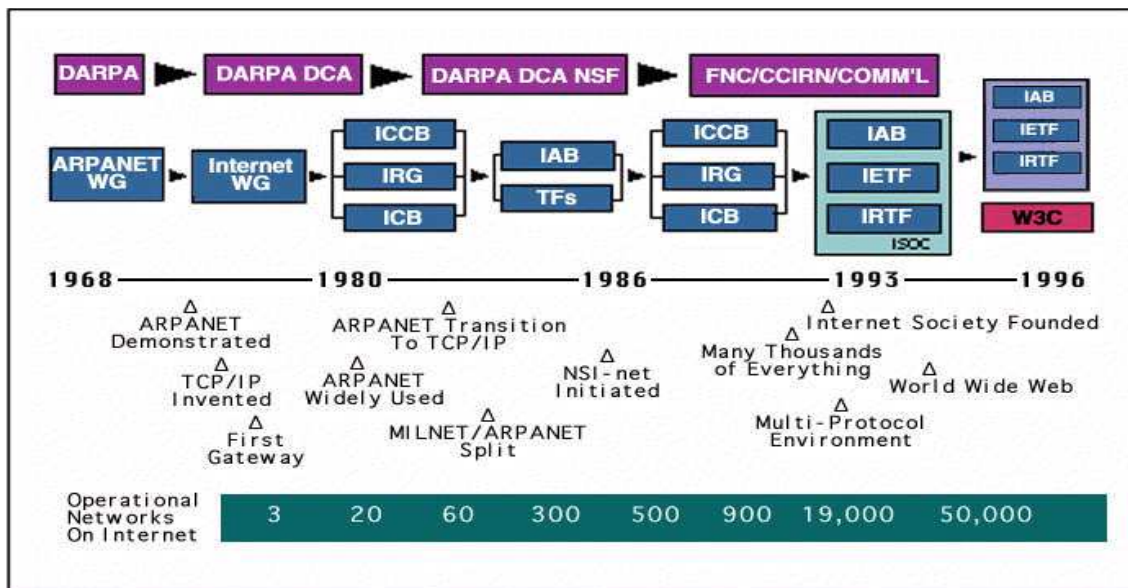 DARPA
DARPA DCA
DARPA DCA NSF
FNC/CCIRN/COMM'L
ARPANET
WG
Internet
WG
ICCB
IRG
ICB
IAB
TFs
ICCB
IRG
ICB
IAB
IETF
IRTF
ISOC
IAB
IETF
IRTF
W3C
1968
1980
1986
1993
1996
ARPANET
Demonstrated
TCP/IP
Invented
First
Gateway
ARPANET Transition
To TCP/IP
ARPANET
Widely Used
MILNET/ARPANET
Split
NSI-net
Initiated
Internet Society Founded
Many Thousands
of Everything
World Wide Web
Multi-Protocol
Environment
Operational
Networks
On Internet
3 20 60 300 500 900 19,000 50,000